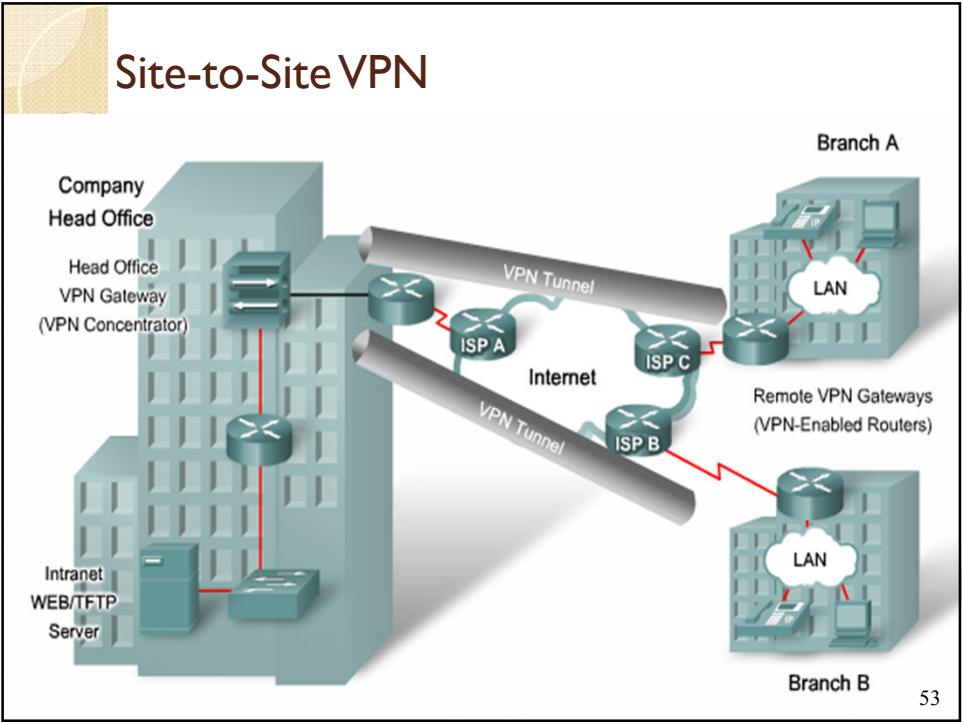 Site-to-Site VPN
Branch A
Company
Head Office
Head Office
VPN Gateway
(VPN Concentrator)
VPN Tunnel
LAN
ISP A
ISP C
Internet
Remote VPN Gateways
(VPN-Enabled Routers)
VPN Tunnel
ISP B
LAN
Intranet
WEB/TFTP
Server
Branch B
53